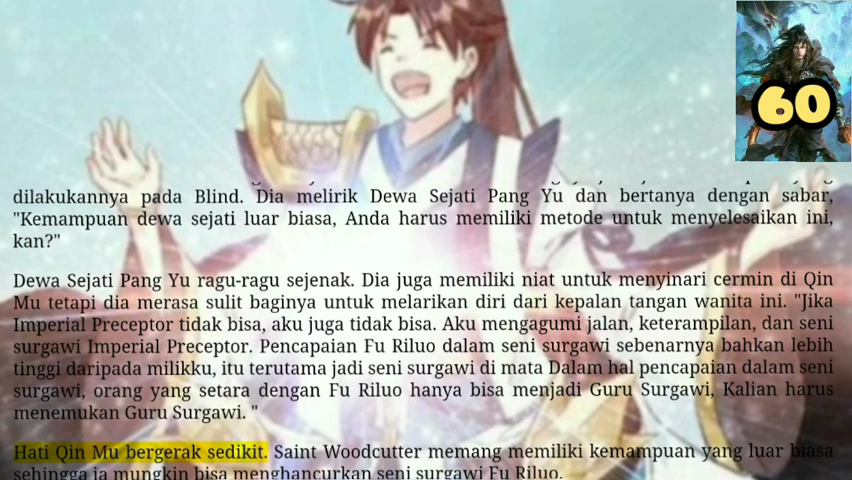 60
dilakukannya pada Blind. Dia melirik Dewa Sejati Pang Yu dan bertanya dengan sabar,
"Kemampuan dewa sejati luar biasa, Anda harus memiliki metode untuk menyelesaikan ini,
kan?"
Dewa Sejati Pang Yu ragu-ragu sejenak. Dia juga memiliki niat untuk menyinari cermin di Qin
Mu tetapi dia merasa sulit baginya untuk melarikan diri dari kepalan tangan wanita ini. "Jika
Imperial Preceptor tidak bisa, aku juga tidak bisa. Aku mengagumi jalan, keterampilan, dan seni
surgawi Imperial Preceptor. Pencapaian Fu Riluo dalam seni surgawi sebenarnya bahkan lebih
tinggi daripada milikku, itu terutama jadi seni surgawi di mata Dalam hal pencapaian dalam seni
surgawi, orang yang setara dengan Fu Riluo hanya bisa menjadi Guru Surgawi, Kalian harus
menemukan Guru Surgawi. "
Hati Qin Mu bergerak sedikit. Saint Woodcutter memang memiliki kemampuan yang luar biasa
sehingga ia mungkin bisa menghancurkan seni surgawi Fu Riluo.